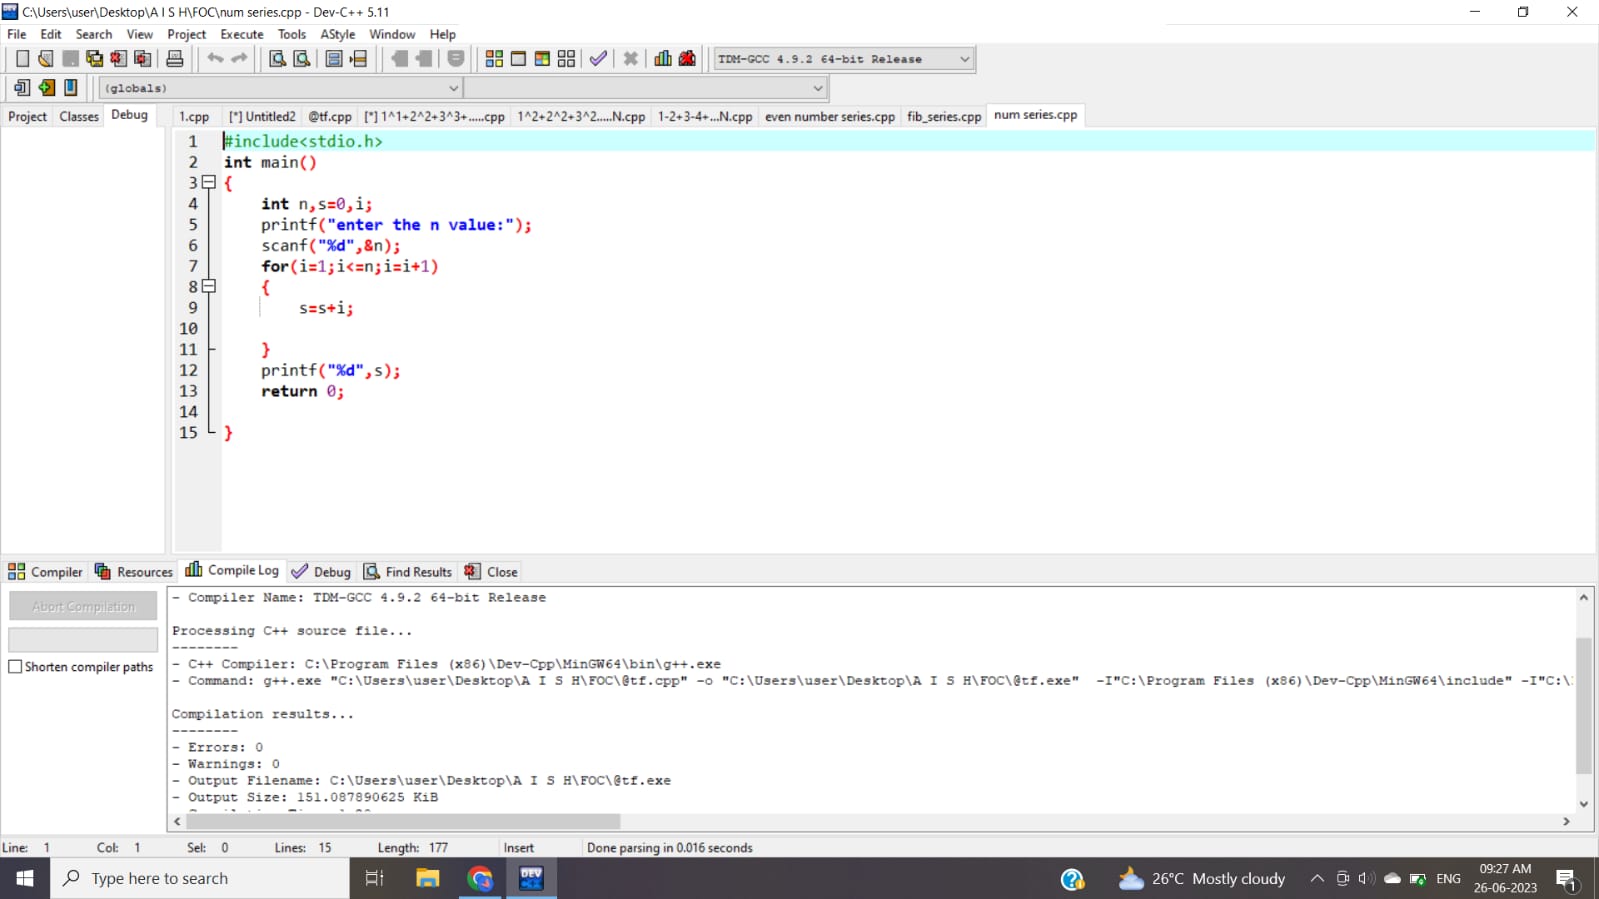 C:\Users\user\Desktop\A I S H\FOC\num series.cpp - Dev-C++ 5.11
File Edit Search View Project Execute Tools AStyle Window Help
TDM-GCC 4.9.2 64-bit Release
(globals)
Project Classes Debug
1.cpp [*] Untitled2 @tf.cpp [*] 1^1+2^2+3^3+.....cpp 1^2+2^2+3^2.....N.cpp 1-2+3-4+...N.cpp even number series.cpp fib_series.cpp num series.cpp
1 #include<stdio.h>
2 int main()
3 {
4 int n,s=0,i;
5 printf("enter the n value:");
6 scanf("%d",&n);
7 for(i=1;i<=n;i=i+1)
8 {
9 s=s+i;
10
11 }
12 printf("%d",s);
13 return 0;
14
15 }
Compiler Resources Compile Log Debug Find Results Close
Abort Compilation
Shorten compiler paths
- Compiler Name: TDM-GCC 4.9.2 64-bit Release
Processing C++ source file...
--------
- C++ Compiler: C:\Program Files (x86)\Dev-Cpp\MinGW64\bin\g++.exe
- Command: g++.exe "C:\Users\user\Desktop\A I S H\FOC\@tf.cpp" -o "C:\Users\user\Desktop\A I S H\FOC\@tf.exe" -I"C:\Program Files (x86)\Dev-Cpp\MinGW64\include" -I"C:\
Compilation results...
--------
- Errors: 0
- Warnings: 0
- Output Filename: C:\Users\user\Desktop\A I S H\FOC\@tf.exe
- Output Size: 151.087890625 KiB
Line: 1 Col: 1 Sel: 0 Lines: 15 Length: 177 Insert Done parsing in 0.016 seconds
Type here to search
DEV
26°C Mostly cloudy
ENG
09:27 AM
26-06-2023
1